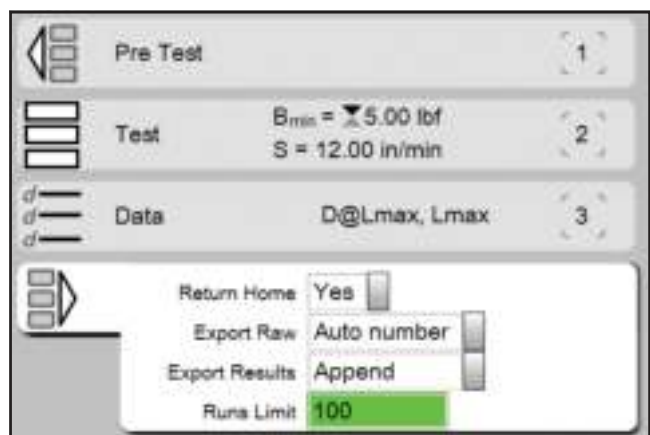 Pre Test 1
Bmin = 5.00 lbf
Test 2
S = 12.00 in/min
d
d Data D@Lmax, Lmax 3
d
Return Home Yes
Export Raw Auto number
Export Results Append
Runs Limit 100